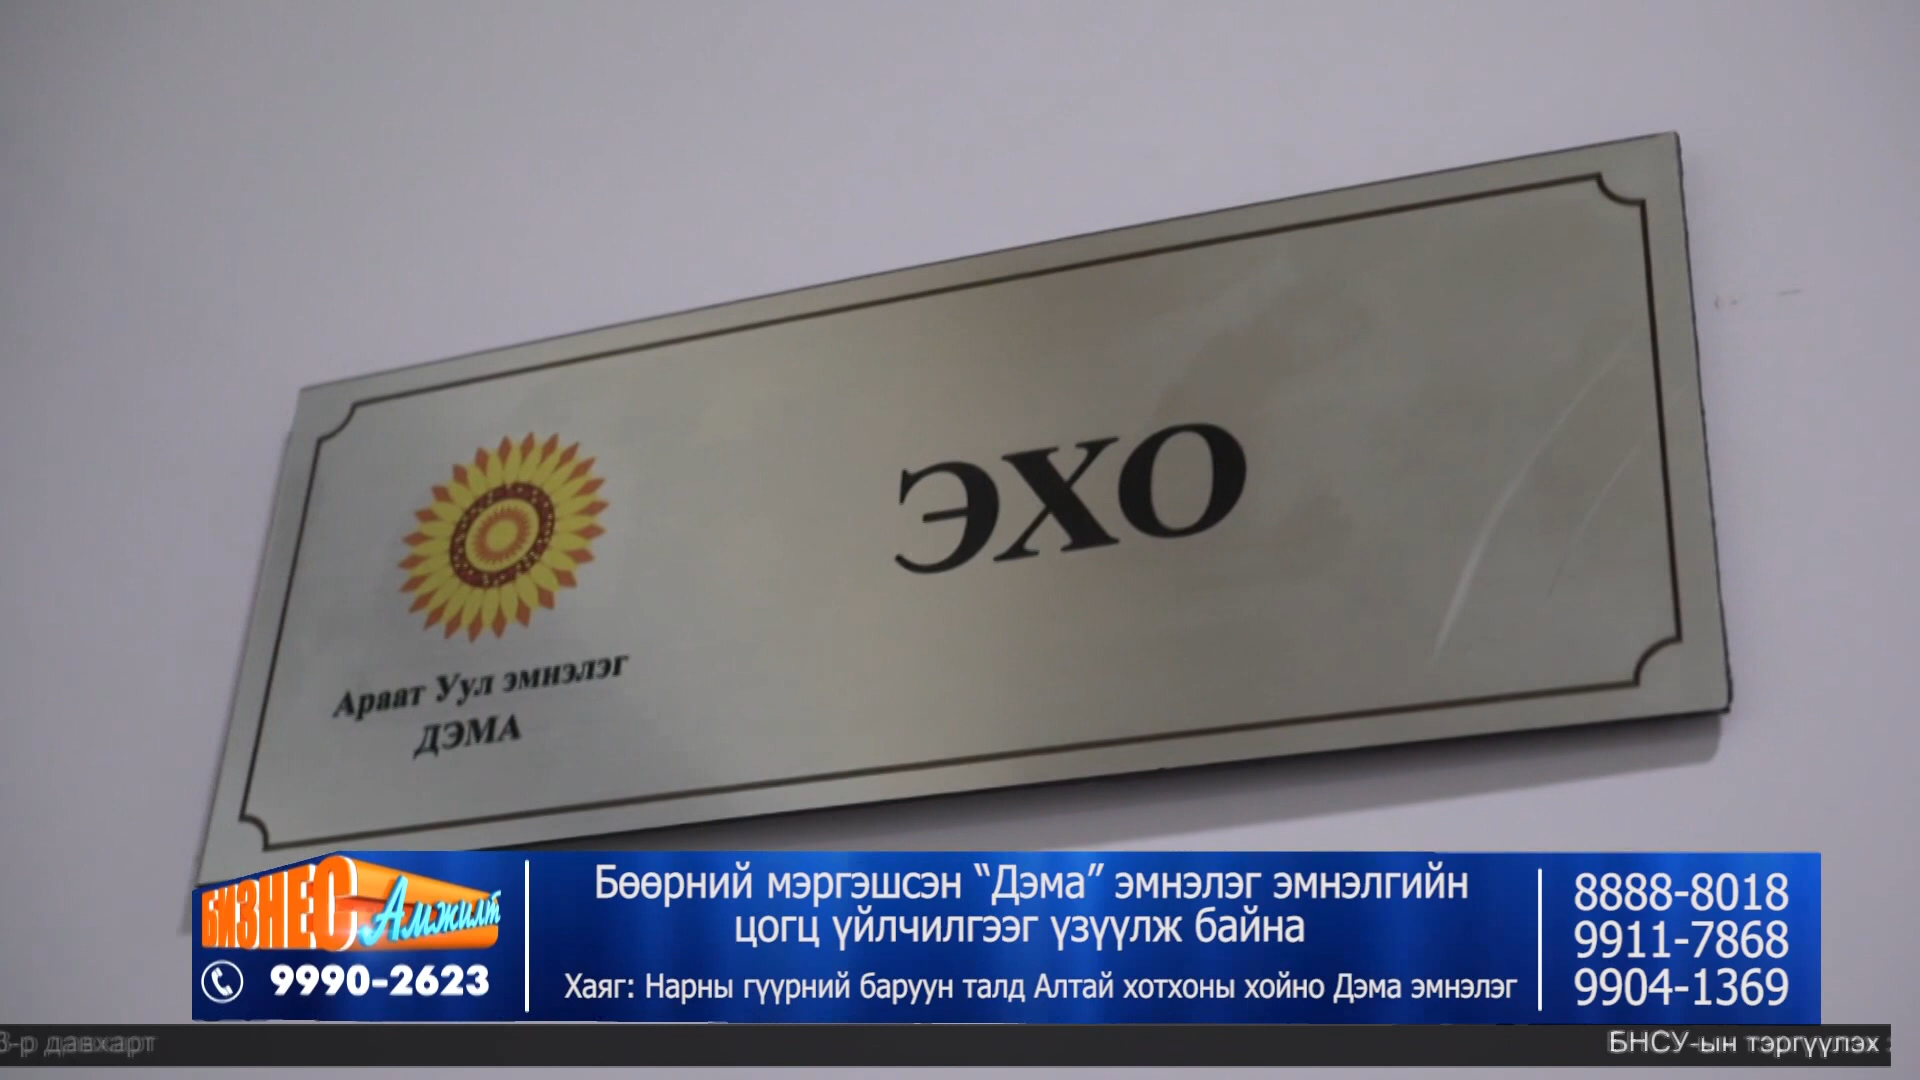 ЭХО
Араат Уул эмнэлэг
ДЭМА
БИЗНЕС
Амжилт
9990-2623
Бөөрний мэргэшсэн “Дэма” эмнэлэг эмнэлгийн
цогц үйлчилгээг үзүүлж байна
Хаяг: Нарны гүүрний баруун талд Алтай хотхоны хойно Дэма эмнэлэг
8888-8018
9911-7868
9904-1369
3-р давхарт
БНСУ-ын тэргүүлэх